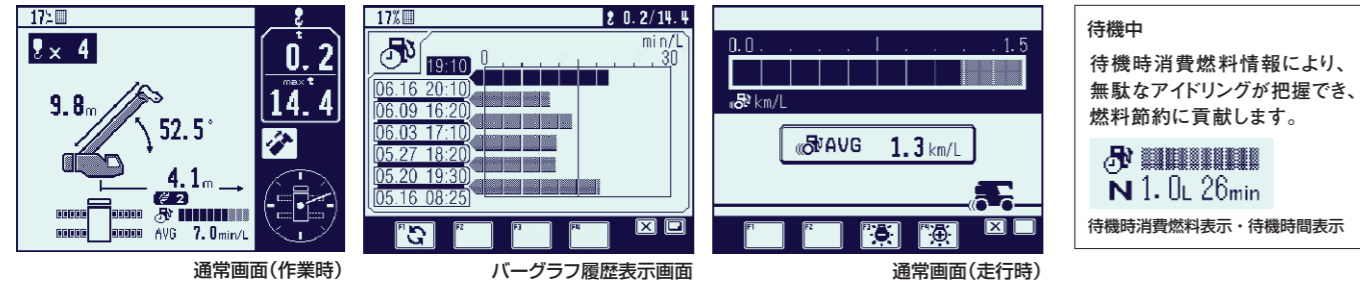 17%
× 4
t
0.2
max t
14.4
9.8m
52.5°
4.1m
2
AVG 7.0min/L
通常画面(作業時)
17%
0.2/14.4
min/L
0 30
19:10
06.16 20:10
06.09 16:20
06.03 17:10
05.27 18:20
05.20 19:30
05.16 08:25
F1 F2 F3 F4
バーグラフ履歴表示画面
0.0 1.5
km/L
AVG 1.3km/L
F1 F2 F3 F4
通常画面(走行時)
待機中
待機時消費燃料情報により、
無駄なアイドリングが把握でき、
燃料節約に貢献します。
N 1.0L 26min
待機時消費燃料表示・待機時間表示